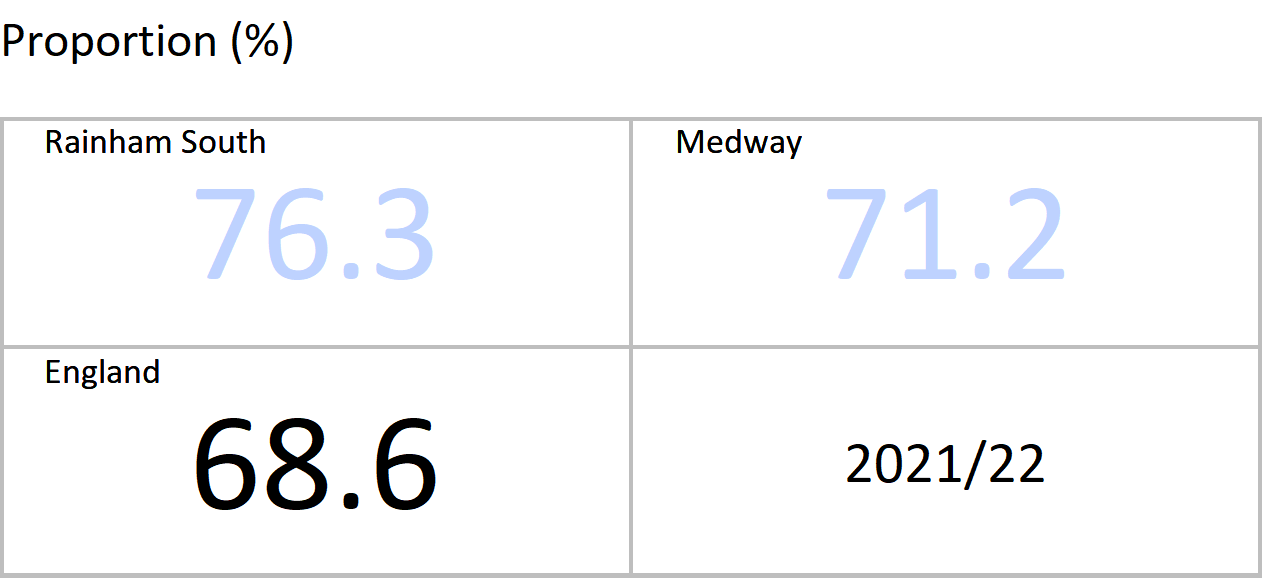 Proportion (%)
Rainham South
76.3
Medway
71.2
England
68.6
2021/22